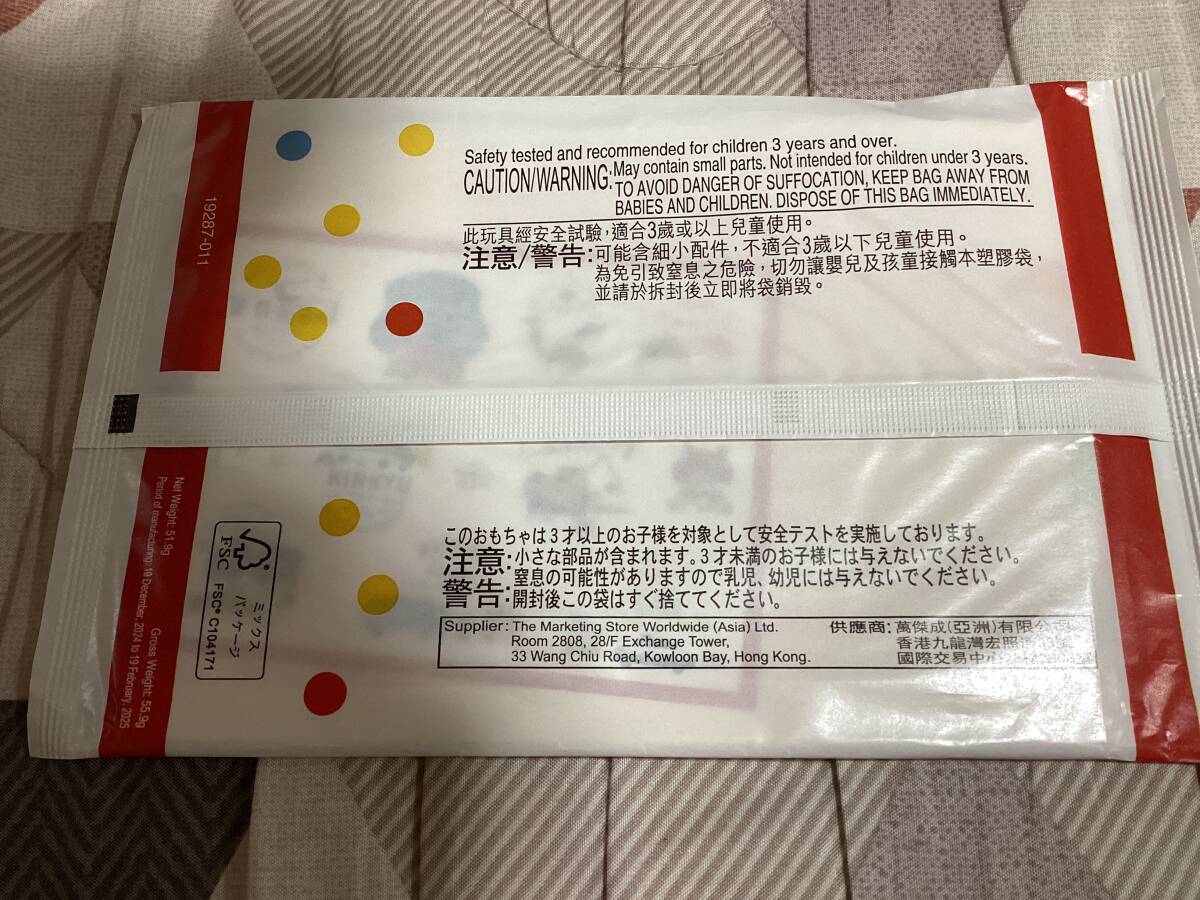 Safety tested and recommended for children 3 years and over.
CAUTION/WARNING: May contain small parts. Not intended for children under 3 years.
TO AVOID DANGER OF SUFFOCATION, KEEP BAG AWAY FROM
BABIES AND CHILDREN. DISPOSE OF THIS BAG IMMEDIATELY.
此玩具經安全試驗，適合3歲或以上兒童使用。
注意/警告：可能含細小配件，不適合3歲以下兒童使用。
為免引致窒息之危險，切勿讓嬰兒及孩童接觸本塑膠袋，
並請於拆封後立即將袋銷毀。
19287-011
このおもちゃは3才以上のお子様を対象として安全テストを実施しております。
注意：小さな部品が含まれます。3才未満のお子様には与えないでください。
警告：窒息の可能性がありますので乳児、幼児には与えないでください。
開封後この袋はすぐ捨ててください。
Supplier: The Marketing Store Worldwide (Asia) Ltd.
Room 2808, 28/F Exchange Tower,
33 Wang Chiu Road, Kowloon Bay, Hong Kong.
供應商：萬傑成(亞洲)有限公司
香港九龍灣宏照
國際交易中心
Net Weight: 51.9g
Gross Weight: 55.9g
Period of manufacturing: 19 December, 2024 to 19 February, 2025
FSC
ミックス
パッケージ
FSC® C104171